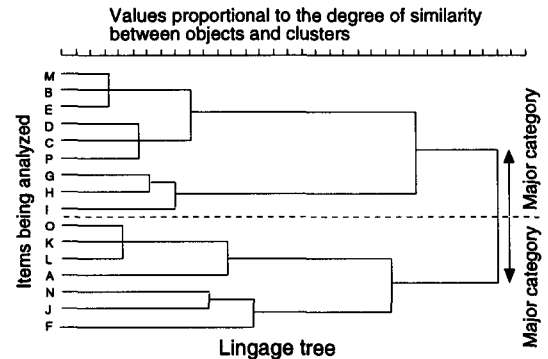 Values proportional to the degree of similarity
between objects and clusters
Items being analyzed
M
B
E
D
C
P
G
H
I
O
K
L
A
N
J
F
Major category
Major category
Lingage tree